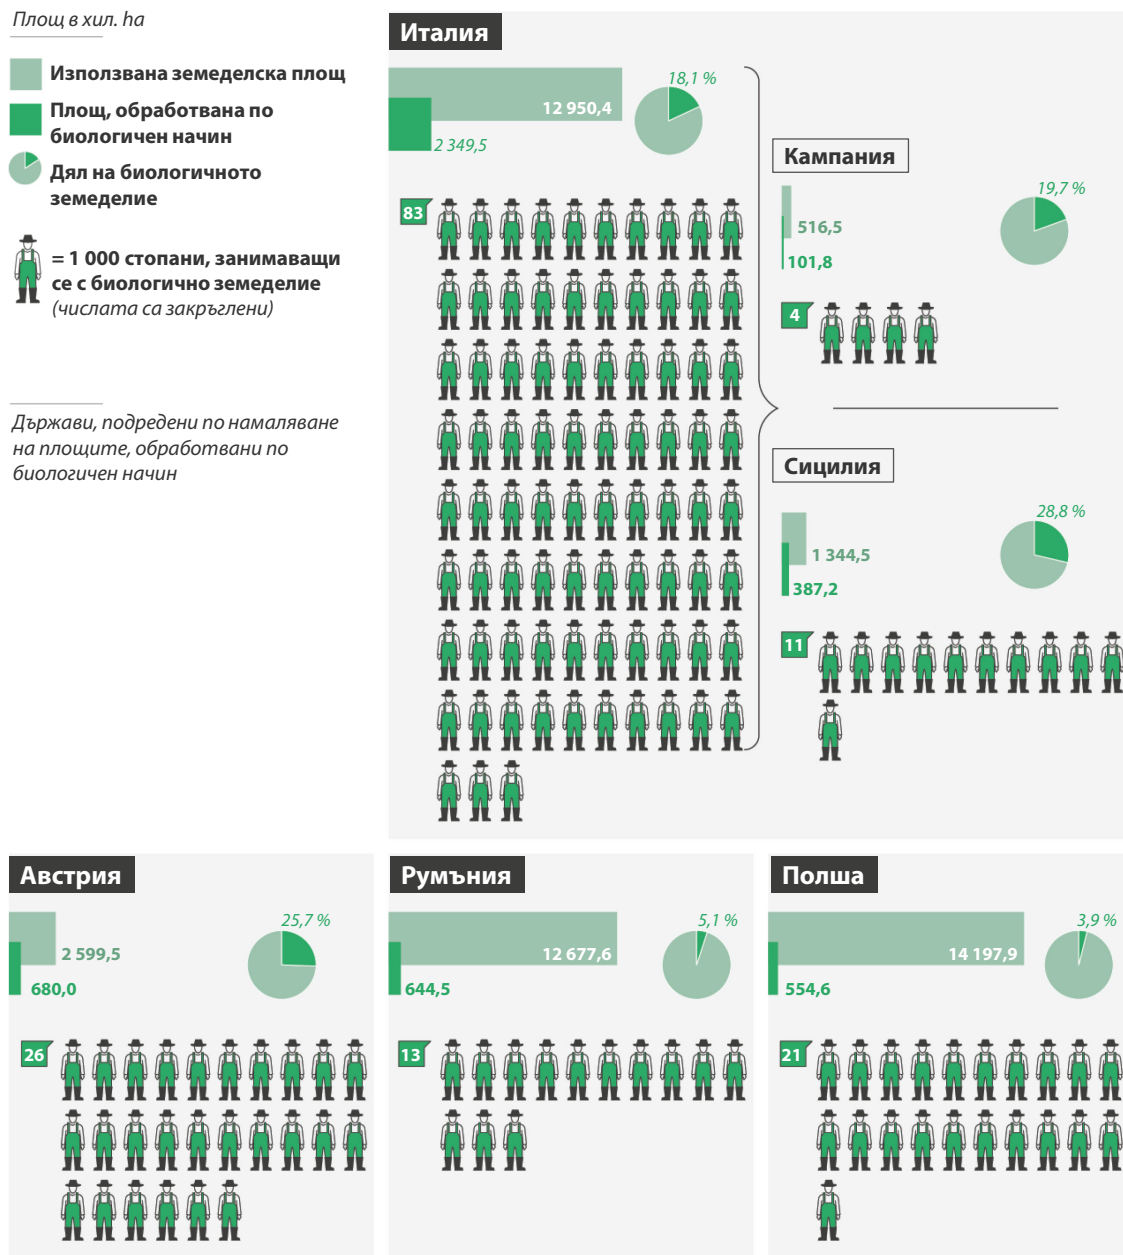 Площ в хил. ha
Използвана земеделска площ
Площ, обработвана по
биологичен начин
Дял на биологичното
земеделие
= 1 000 стопани, занимаващи
се с биологично земеделие
(числата са закръглени)
Държави, подредени по намаляване
на площите, обработвани по
биологичен начин
Италия
12 950,4
2 349,5
18,1 %
83
Кампания
516,5
101,8
19,7 %
4
Сицилия
1 344,5
387,2
28,8 %
11
Австрия
2 599,5
680,0
25,7 %
26
Румъния
12 677,6
644,5
5,1 %
13
Полша
14 197,9
554,6
3,9 %
21